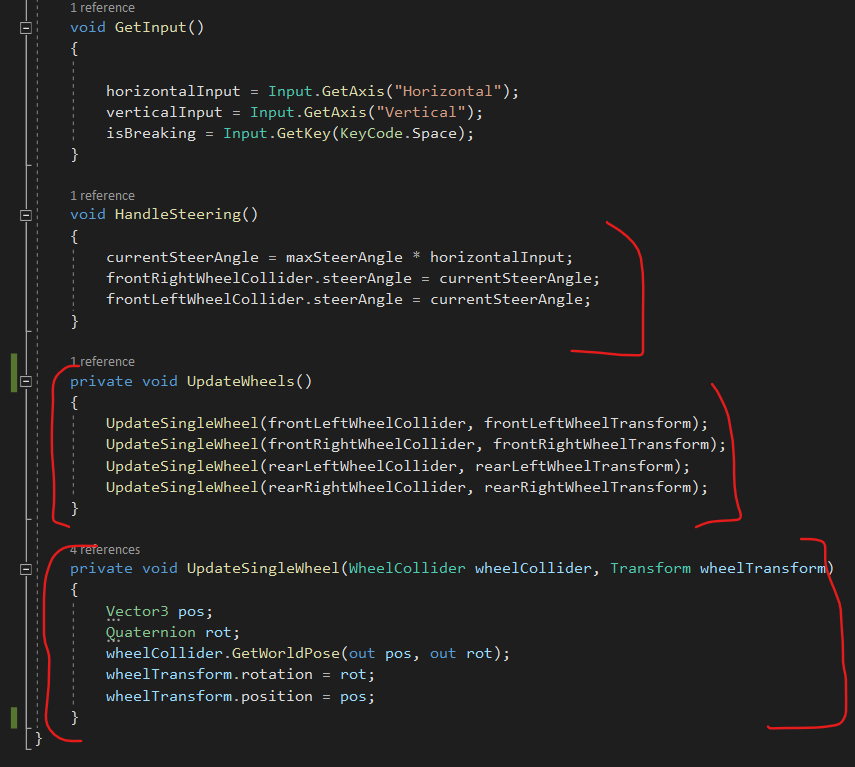 1 reference
void GetInput()
{
horizontalInput = Input.GetAxis("Horizontal");
verticalInput = Input.GetAxis("Vertical");
isBreaking = Input.GetKey(KeyCode.Space);
}
1 reference
void HandleSteering()
{
currentSteerAngle = maxSteerAngle * horizontalInput;
frontRightWheelCollider.steerAngle = currentSteerAngle;
frontLeftWheelCollider.steerAngle = currentSteerAngle;
}
1 reference
private void UpdateWheels()
{
UpdateSingleWheel(frontLeftWheelCollider, frontLeftWheelTransform);
UpdateSingleWheel(frontRightWheelCollider, frontRightWheelTransform);
UpdateSingleWheel(rearLeftWheelCollider, rearLeftWheelTransform);
UpdateSingleWheel(rearRightWheelCollider, rearRightWheelTransform);
}
4 references
private void UpdateSingleWheel(WheelCollider wheelCollider, Transform wheelTransform)
{
Vector3 pos;
Quaternion rot;
wheelCollider.GetWorldPose(out pos, out rot);
wheelTransform.rotation = rot;
wheelTransform.position = pos;
}
}